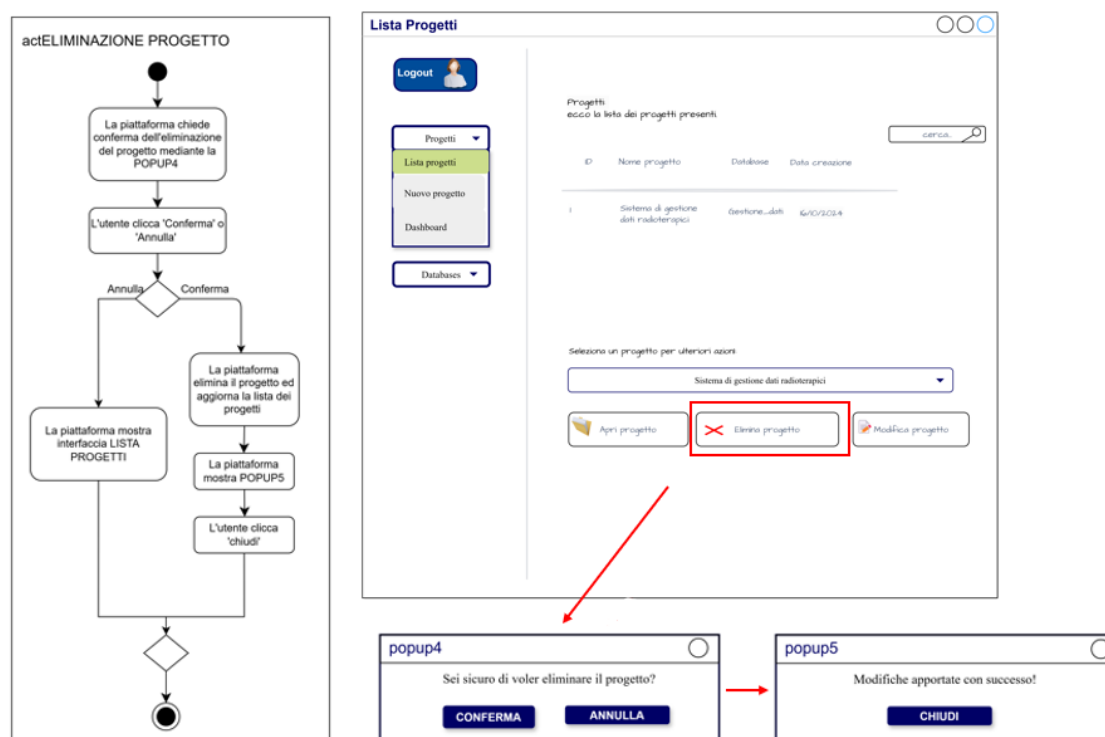 actELIMINAZIONE PROGETTO
La piattaforma chiede
conferma dell'eliminazione
del progetto mediante la
POPUP4
L'utente clicca 'Conferma' o
'Annulla'
Annulla
Conferma
La piattaforma
elimina il progetto ed
aggiorna la lista dei
progetti
La piattaforma mostra
interfaccia LISTA
PROGETTI
La piattaforma
mostra POPUP5
L'utente clicca
'chiudi'
Lista Progetti
Logout
Progetti
Lista progetti
Nuovo progetto
Dashboard
Databases
Progetti
ecco la lista dei progetti presenti
cerca..
ID Nome progetto Database Data creazione
1 Sistema di gestione Gestione_dati 16/10/2024
dati radioterapici
Seleziona un progetto per ulteriori azioni
Sistema di gestione dati radioterapici
Apri progetto Elimina progetto Modifica progetto
popup4
Sei sicuro di voler eliminare il progetto?
CONFERMA ANNULLA
popup5
Modifiche apportate con successo!
CHIUDI